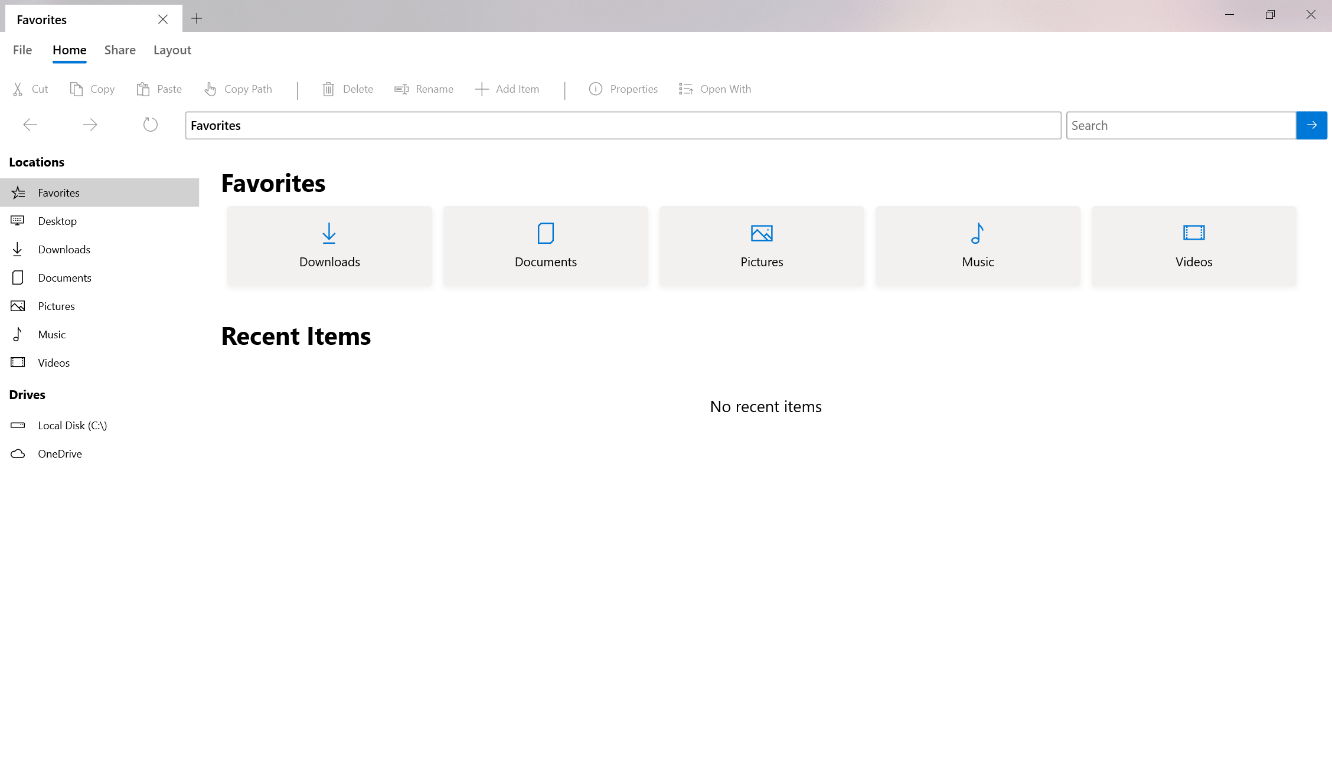 Favorites
File Home Share Layout
Cut Copy Paste Copy Path Delete Rename Add Item Properties Open With
Favorites Search
Locations
Favorites
Desktop
Downloads
Documents
Pictures
Music
Videos
Drives
Local Disk (C:\)
OneDrive
Favorites
Downloads Documents Pictures Music Videos
Recent Items
No recent items